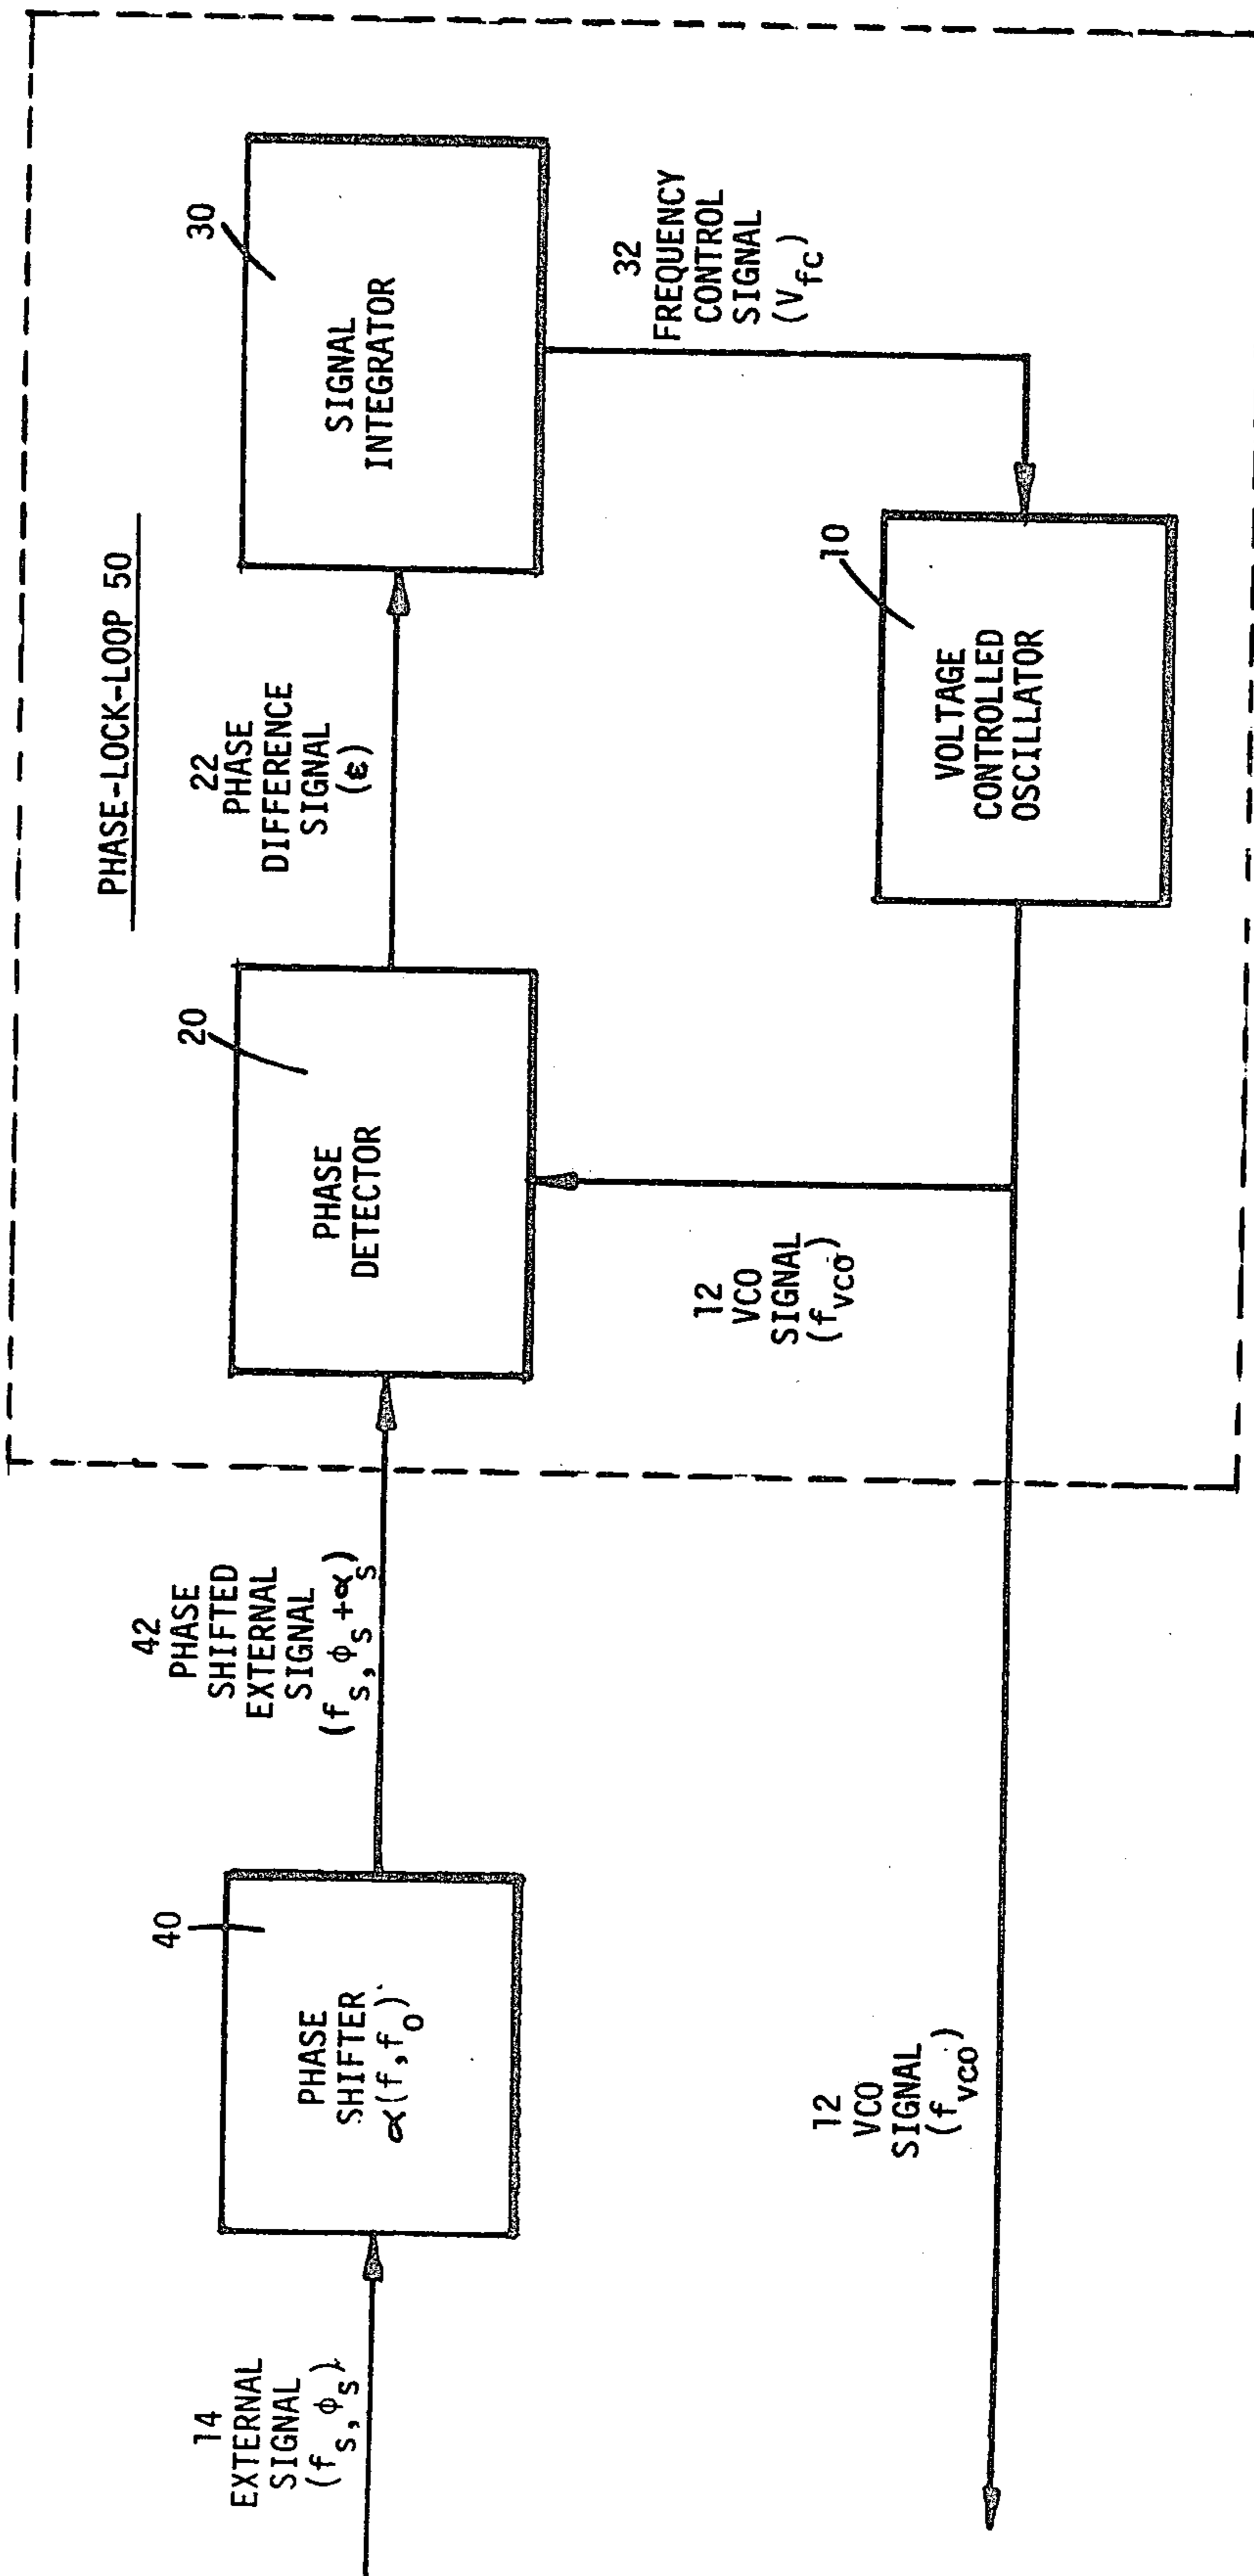 PHASE-LOCK-LOOP 50
14
EXTERNAL
SIGNAL
(f_s, ϕ_s)
40
PHASE
SHIFTER
α(f, f_0)
42
PHASE
SHIFTED
EXTERNAL
SIGNAL
(f_s, ϕ_s + α_s)
20
PHASE
DETECTOR
22
PHASE
DIFFERENCE
SIGNAL
(ε)
30
SIGNAL
INTEGRATOR
32
FREQUENCY
CONTROL
SIGNAL
(V_fc)
10
VOLTAGE
CONTROLLED
OSCILLATOR
12
VCO
SIGNAL
(f_vco)
12
VCO
SIGNAL
(f_vco)